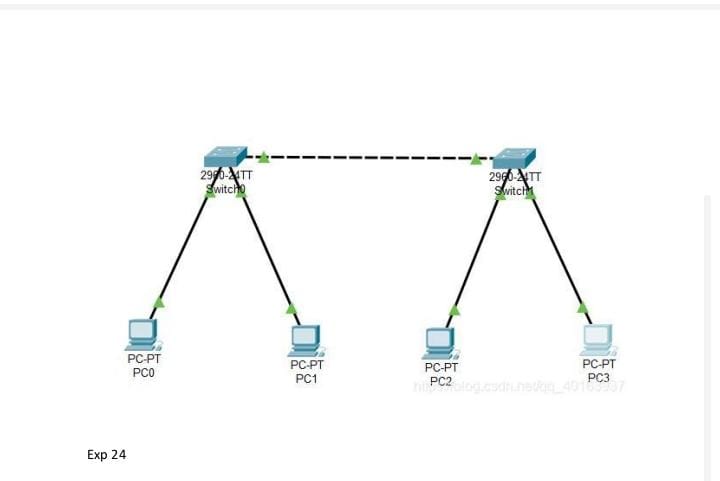 2960-24TT
Switch0
2960-24TT
Switch1
PC-PT
PC0
PC-PT
PC1
PC-PT
PC2
PC-PT
PC3
Exp 24